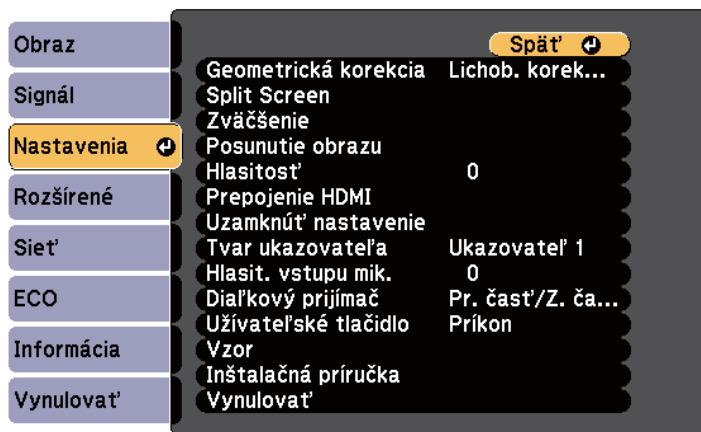 Obraz
Signál
Nastavenia
Rozšírené
Sieť
ECO
Informácia
Vynulovať
Späť
Geometrická korekcia Lichob. korek...
Split Screen
Zväčšenie
Posunutie obrazu
Hlasitosť 0
Prepojenie HDMI
Uzamknúť nastavenie
Tvar ukazovateľa Ukazovateľ 1
Hlasit. vstupu mik. 0
Diaľkový prijímač Pr. časť/Z. ča...
Užívateľské tlačidlo Príkon
Vzor
Inštalačná príručka
Vynulovať